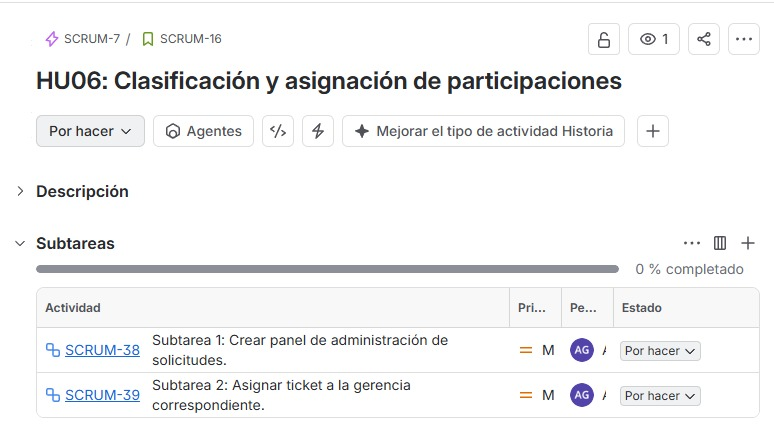 SCRUM-7 / SCRUM-16
1
HU06: Clasificación y asignación de participaciones
Por hacer
Agentes
</>
Mejorar el tipo de actividad Historia
Descripción
Subtareas
0 % completado
Actividad
Pri...
Pe...
Estado
SCRUM-38
Subtarea 1: Crear panel de administración de
solicitudes.
M
AG
Por hacer
SCRUM-39
Subtarea 2: Asignar ticket a la gerencia
correspondiente.
M
AG
Por hacer